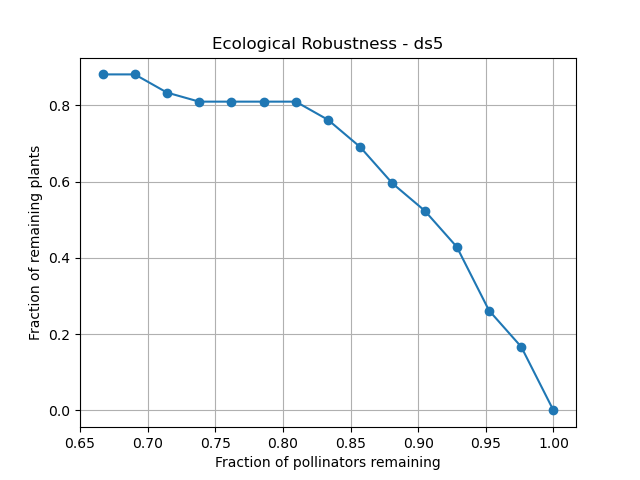 Ecological Robustness - ds5
Fraction of remaining plants
0.8
0.6
0.4
0.2
0.0
0.65 0.70 0.75 0.80 0.85 0.90 0.95 1.00
Fraction of pollinators remaining